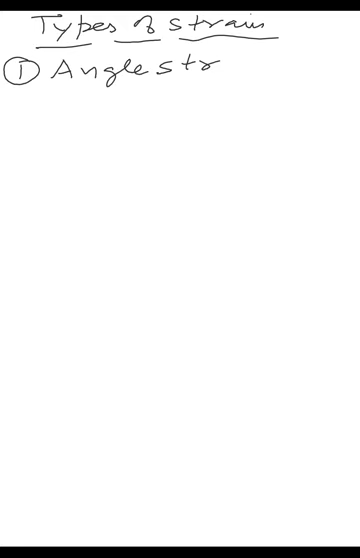 Types of strain
① Angle str